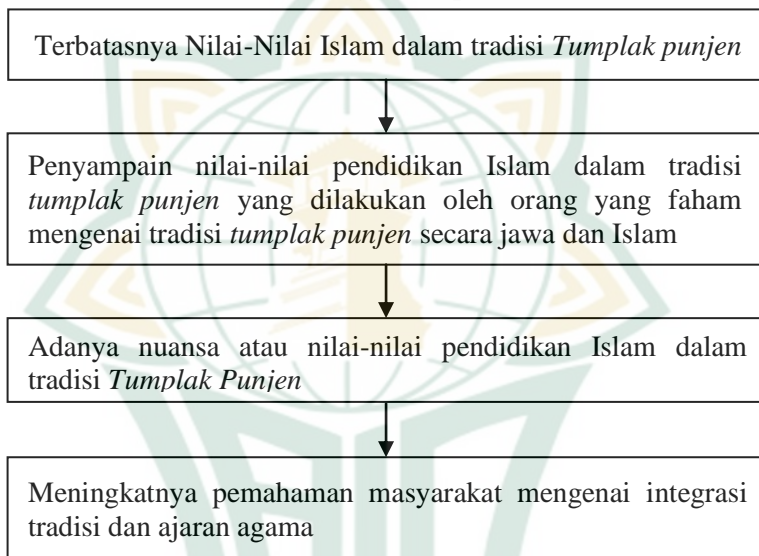 Terbatasnya Nilai-Nilai Islam dalam tradisi Tumplak punjen
Penyampain nilai-nilai pendidikan Islam dalam tradisi
tumplak punjen yang dilakukan oleh orang yang faham
mengenai tradisi tumplak punjen secara jawa dan Islam
Adanya nuansa atau nilai-nilai pendidikan Islam dalam
tradisi Tumplak Punjen
Meningkatnya pemahaman masyarakat mengenai integrasi
tradisi dan ajaran agama